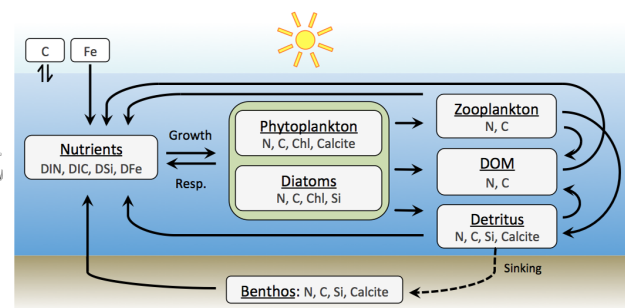 C
Fe
Nutrients
DIN, DIC, DSi, DFe
Growth
Resp.
Phytoplankton
N, C, Chl, Calcite
Diatoms
N, C, Chl, Si
Zooplankton
N, C
DOM
N, C
Detritus
N, C, Si, Calcite
Sinking
Benthos: N, C, Si, Calcite